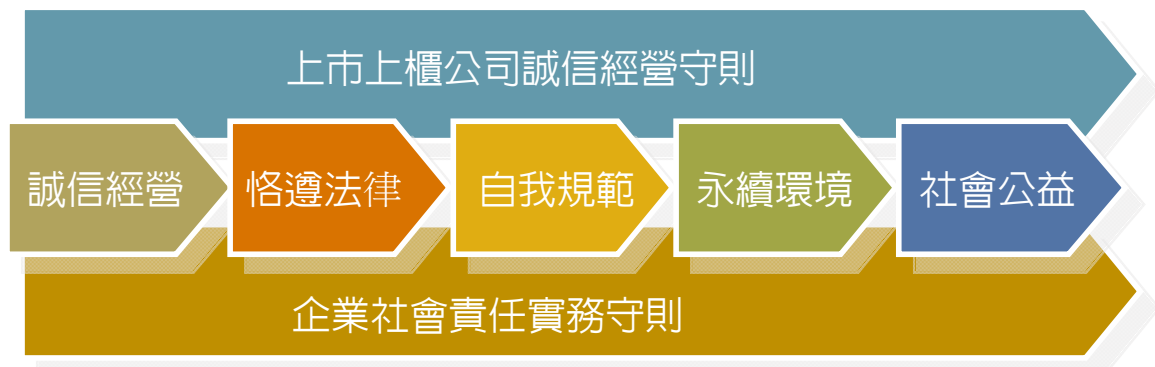 上市上櫃公司誠信經營守則
誠信經營
恪遵法律
自我規範
永續環境
社會公益
企業社會責任實務守則